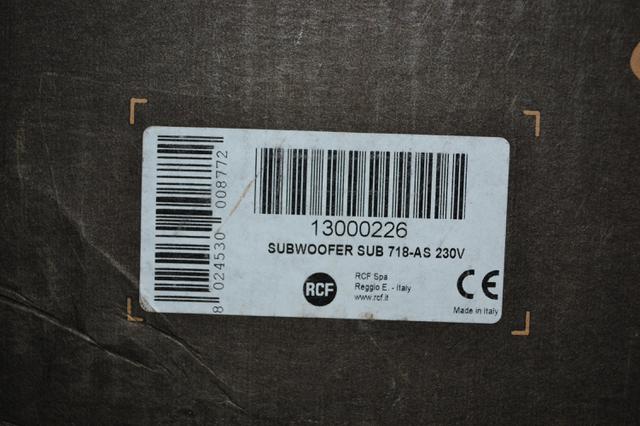 8 024530 008772
13000226
SUBWOOFER SUB 718-AS 230V
RCF
RCF Spa
Reggio E. - Italy
www.rcf.it
CE
Made in Italy